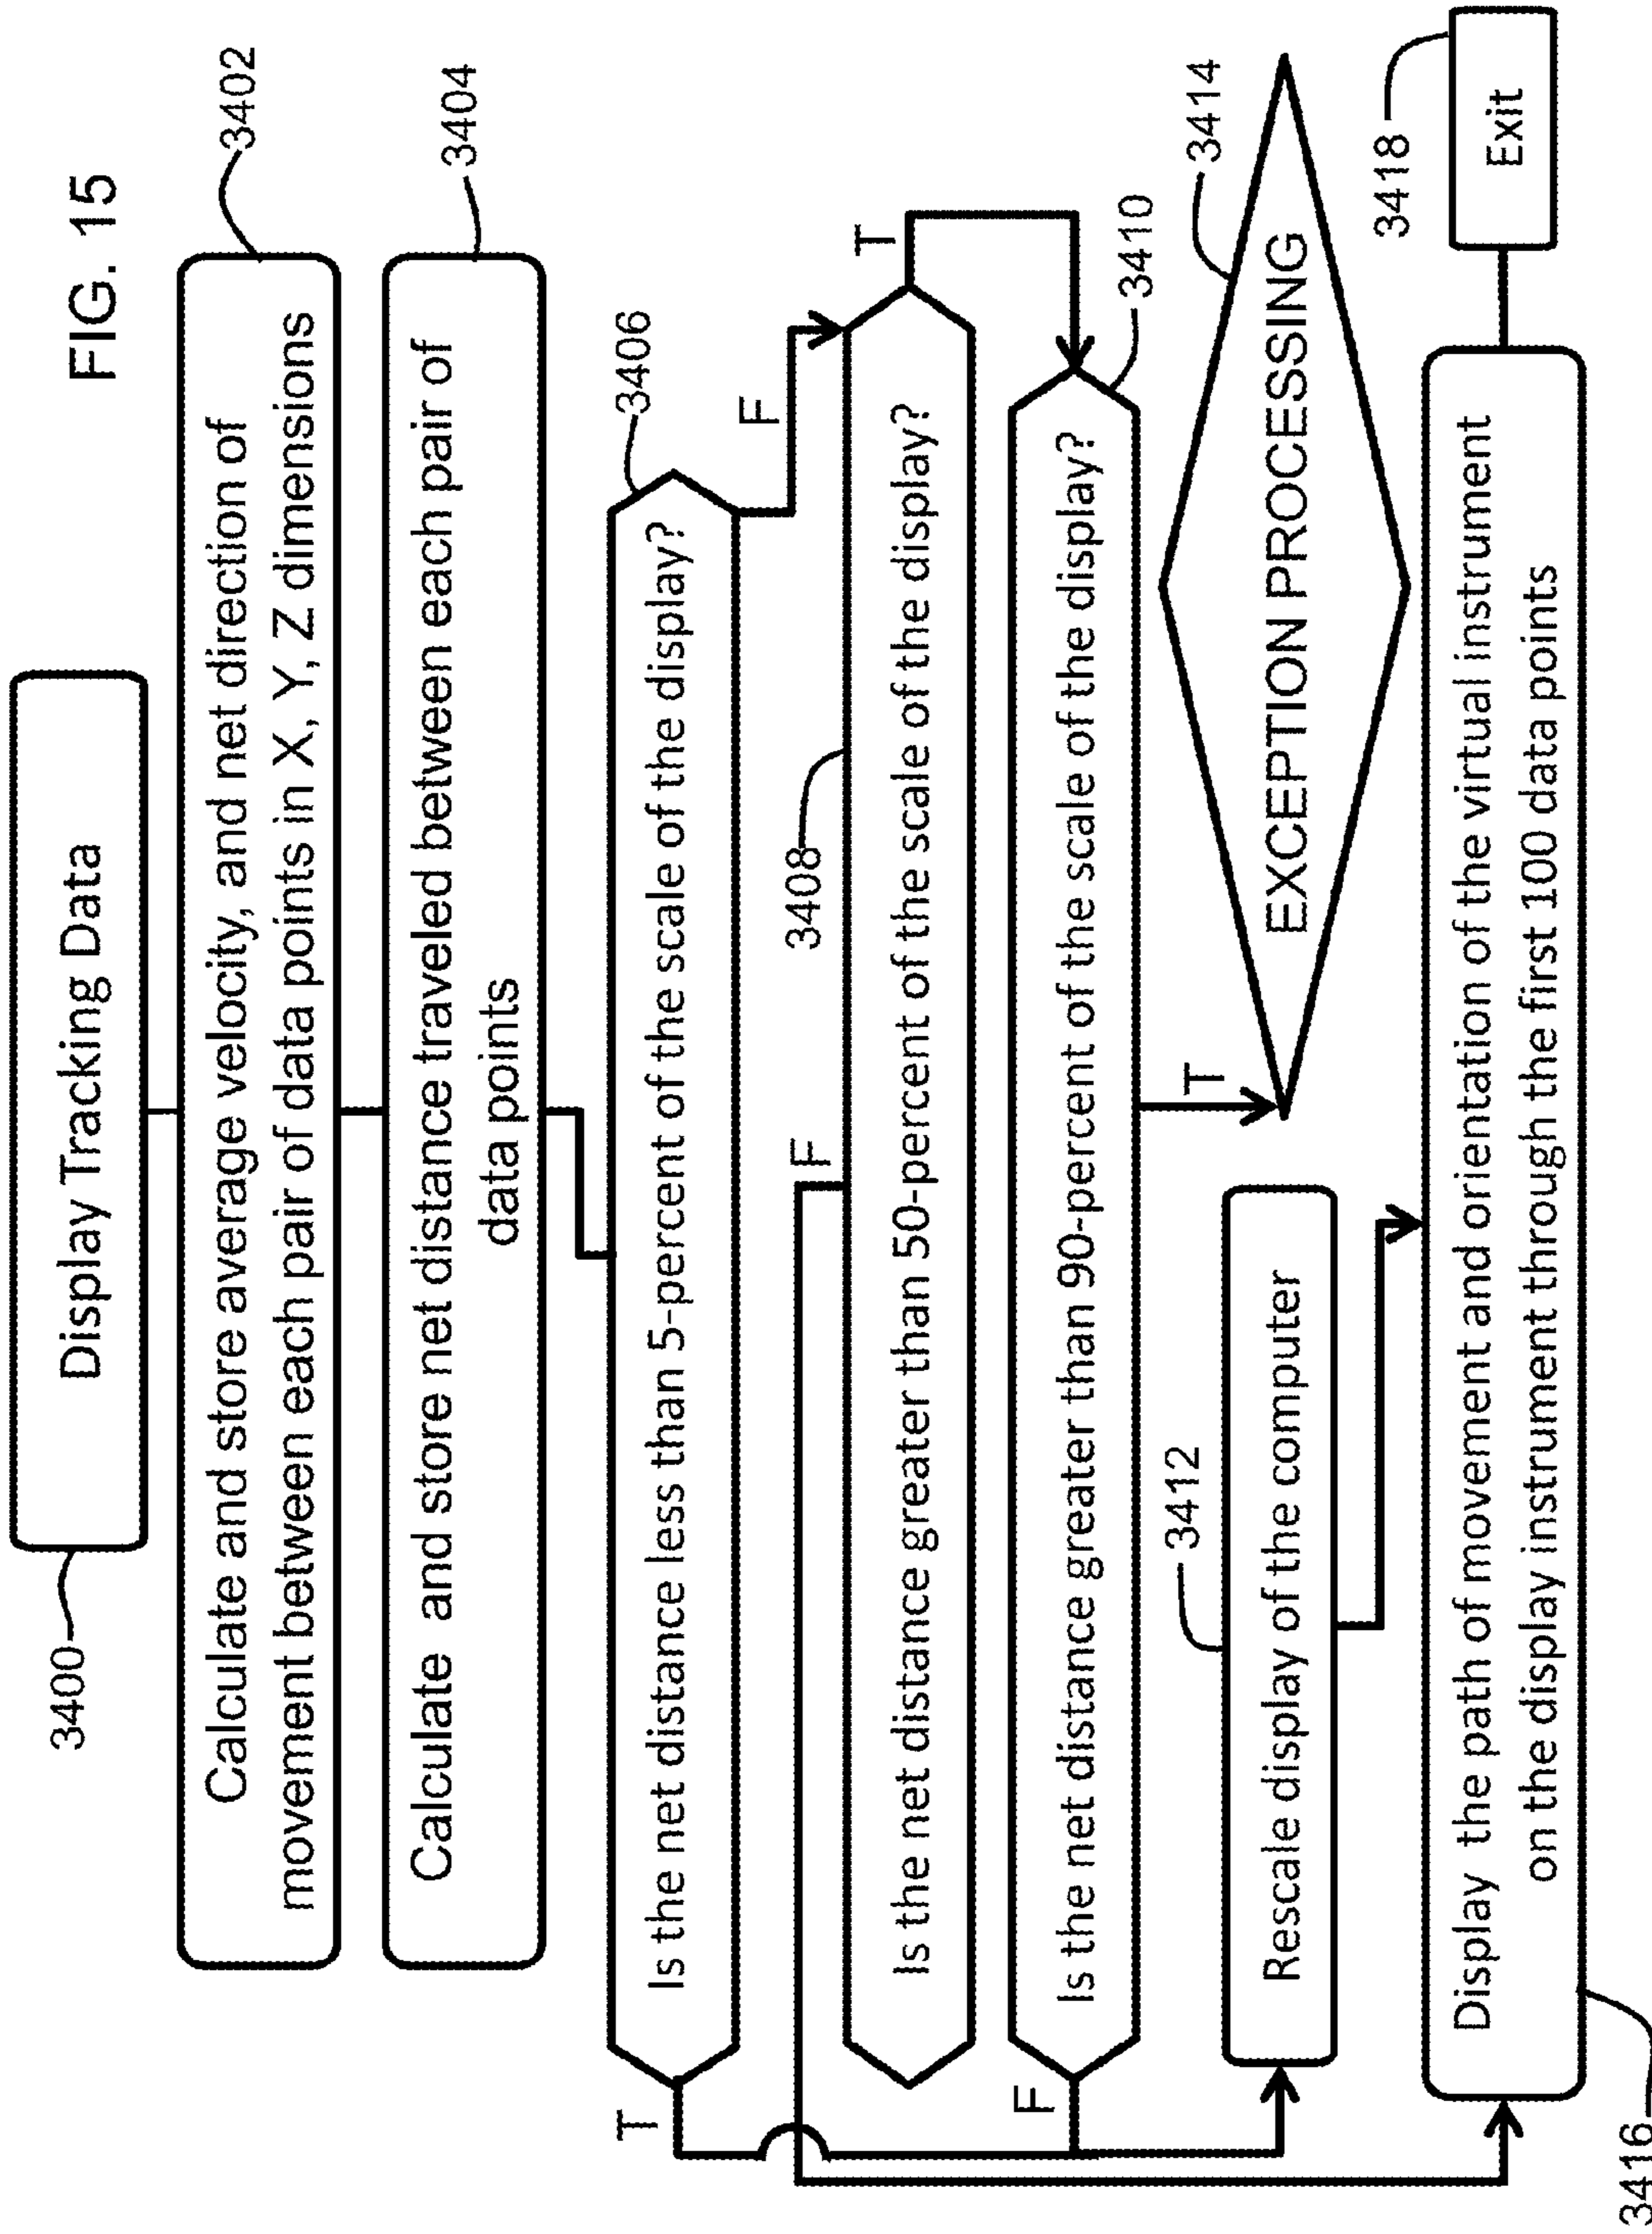 FIG. 15
3400
Display Tracking Data
3402
Calculate and store average velocity, and net direction of
movement between each pair of data points in X, Y, Z dimensions
3404
Calculate and store net distance traveled between each pair of
data points
3406
Is the net distance less than 5-percent of the scale of the display?
T
F
3408
Is the net distance greater than 50-percent of the scale of the display?
F
T
3410
Is the net distance greater than 90-percent of the scale of the display?
F
T
3412
Rescale display of the computer
3414
EXCEPTION PROCESSING
3416
Display the path of movement and orientation of the virtual instrument
on the display instrument through the first 100 data points
3418
Exit